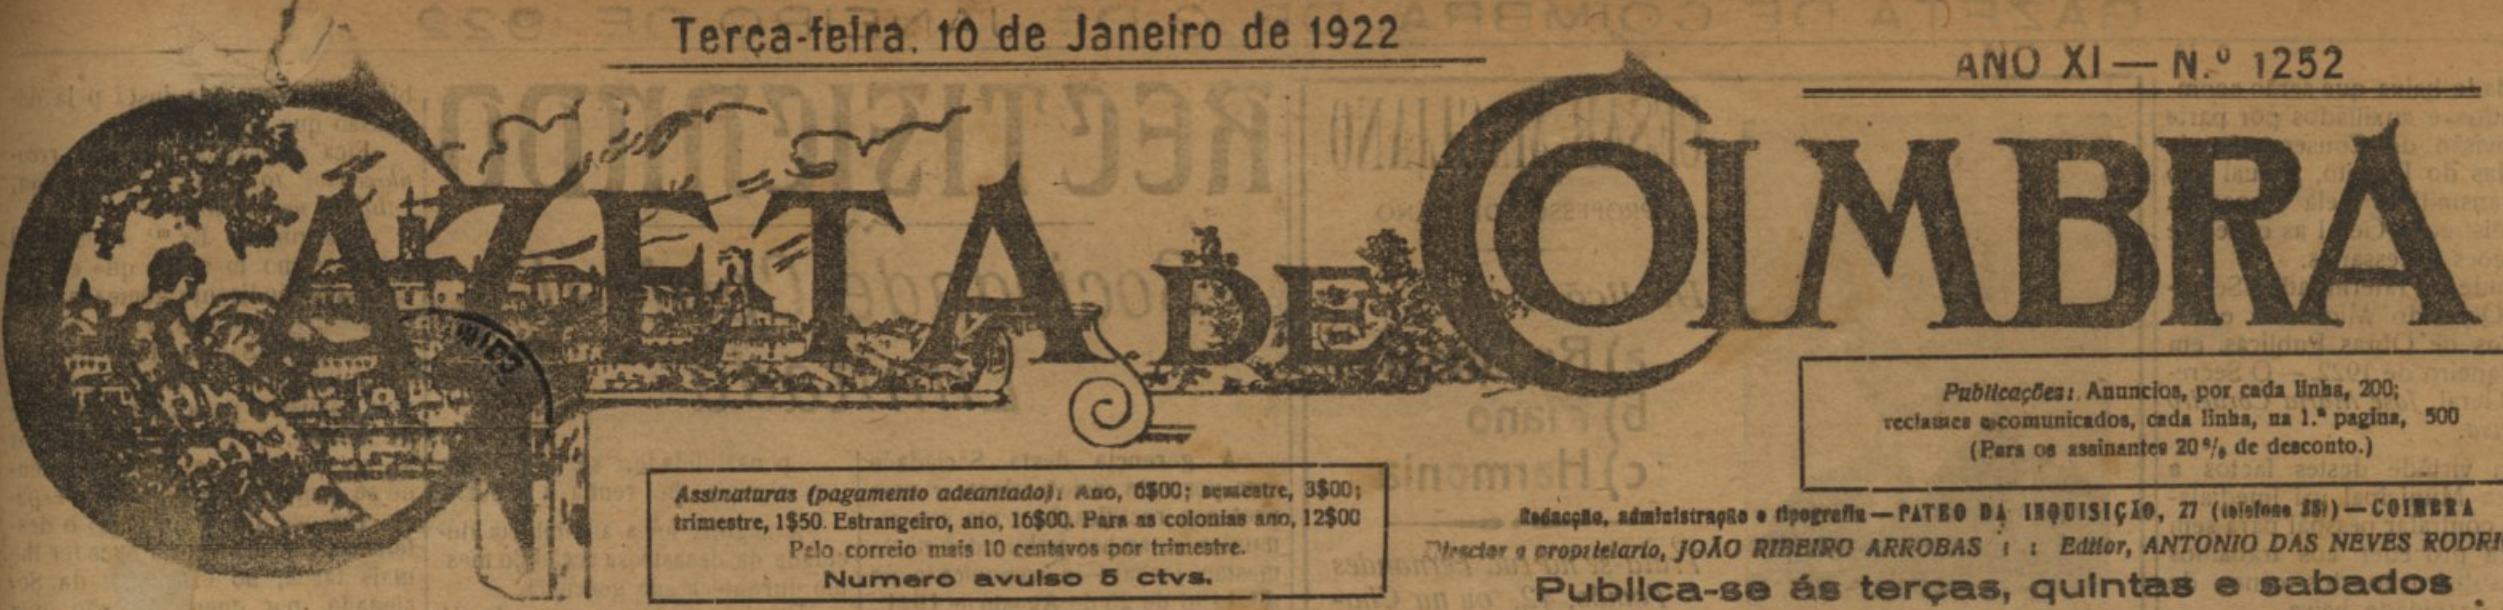 Terça-feira, 10 de Janeiro de 1922
ANO XI — N.º 1252
GAZETA DE COIMBRA
Publicações: Anuncios, por cada linha, 200;
reclames e comunicados, cada linha, na 1.ª pagina, 500
(Para os assinantes 20 % de desconto.)
Assinaturas (pagamento adeantado): Ano, 6$00; semestre, 3$00;
trimestre, 1$50. Estrangeiro, ano, 16$00. Para as colonias ano, 12$00
Pelo correio mais 10 centavos por trimestre.
Numero avulso 5 ctvs.
Redacção, administração e tipografia — PATEO DA INQUISIÇÃO, 27 (telefone 351) — COIMBRA
Director e proprietario, JOÃO RIBEIRO ARROBAS : : Editor, ANTONIO DAS NEVES RODRI
Publica-se ás terças, quintas e sabados